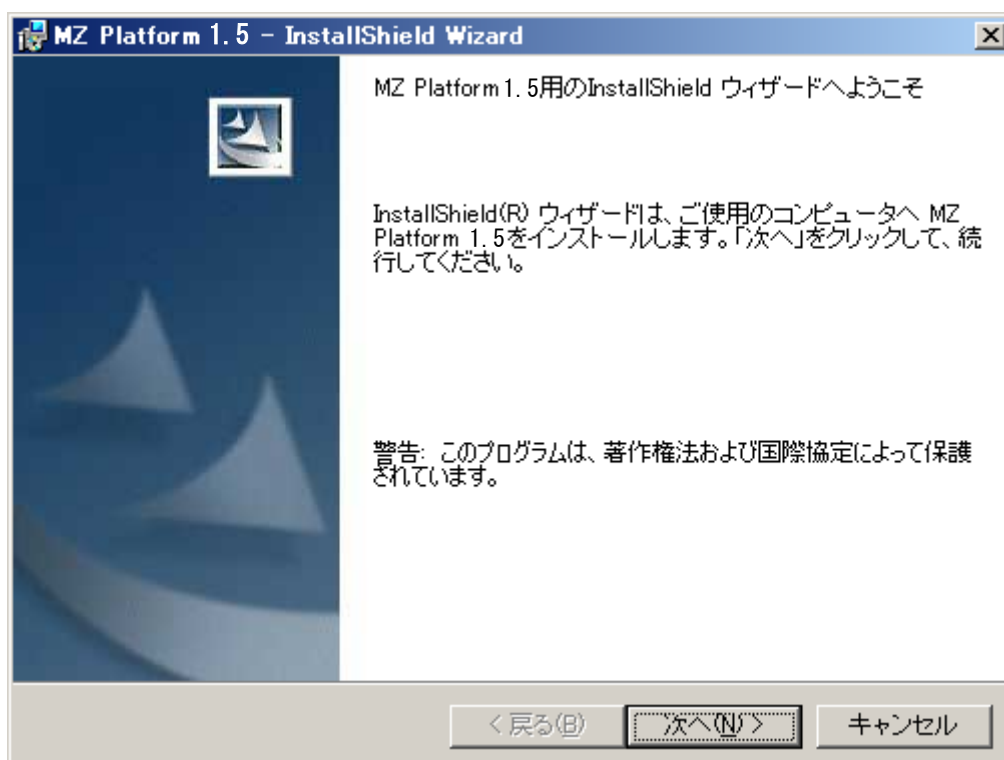 MZ Platform 1.5 - InstallShield Wizard
MZ Platform 1.5用のInstallShield ウィザードへようこそ
InstallShield(R) ウィザードは、ご使用のコンピュータへ MZ
Platform 1.5をインストールします。「次へ」をクリックして、続
行してください。
警告: このプログラムは、著作権法および国際協定によって保護
されています。
< 戻る(B)
次へ(N) >
キャンセル